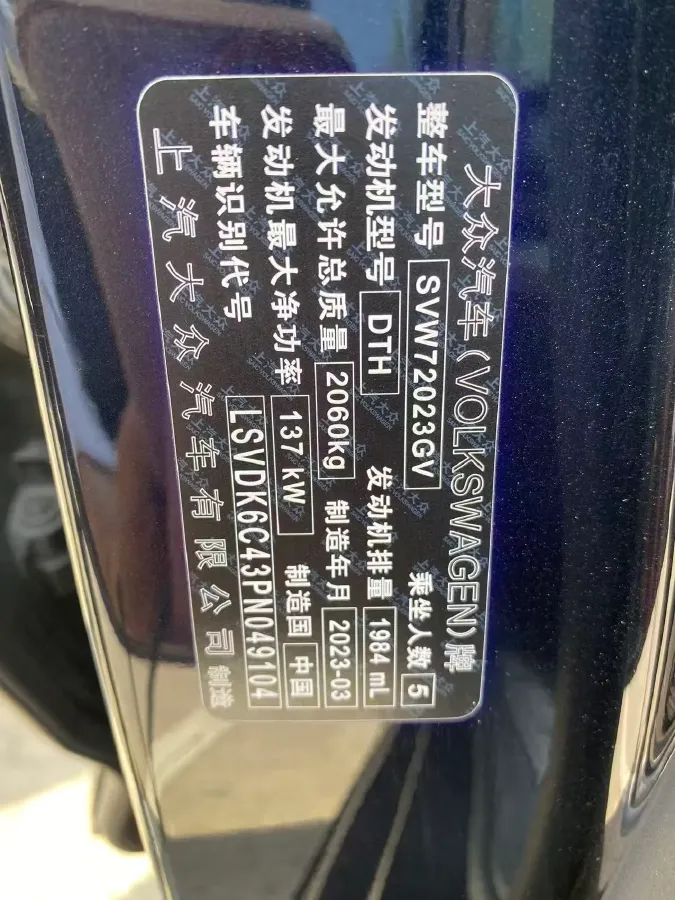 大众汽车(VOLKSWAGEN)牌
整车型号 SVW72023GV 乘坐人数 5
发动机型号 DTH 发动机排量 1984 mL
最大允许总质量 2060kg 制造年月 2023-03
发动机最大净功率 137 kW 制造国 中国
车辆识别代号 LSVDK6C43PN049104
上汽大众汽车有限公司 制造